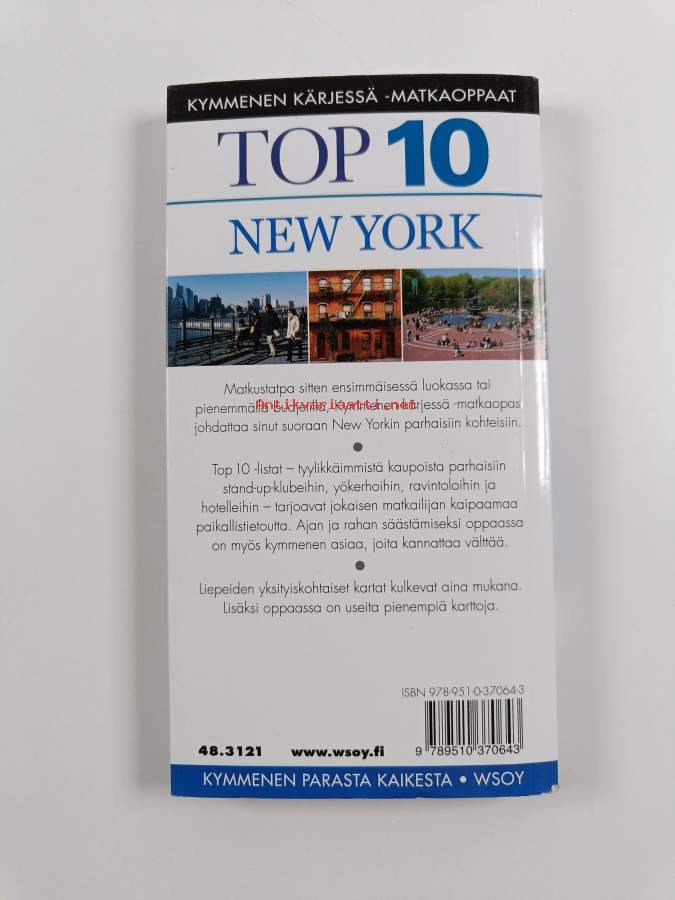 KYMMENEN KÄRJESSÄ -MATKAOPPAAT
TOP 10
NEW YORK
Matkustatpa sitten ensimmäisessä luokassa tai
pienemmällä budjetilla, Kymmenen kärjessä -matkaopas
Antikvariaatti.net
johdattaa sinut suoraan New Yorkin parhaisiin kohteisiin.
Top 10 -listat – tyylikkäimmistä kaupoista parhaisiin
stand-up-klubeihin, yökerhoihin, ravintoloihin ja
hotelleihin – tarjoavat jokaisen matkailijan kaipaamaa
paikallistietoutta. Ajan ja rahan säästämiseksi oppaassa
on myös kymmenen asiaa, joita kannattaa välttää.
Liepeiden yksityiskohtaiset kartat kulkevat aina mukana.
Lisäksi oppaassa on useita pienempiä karttoja.
ISBN 978-951-0-37064-3
48.3121 www.wsoy.fi 9 789510 370643
KYMMENEN PARASTA KAIKESTA • WSOY